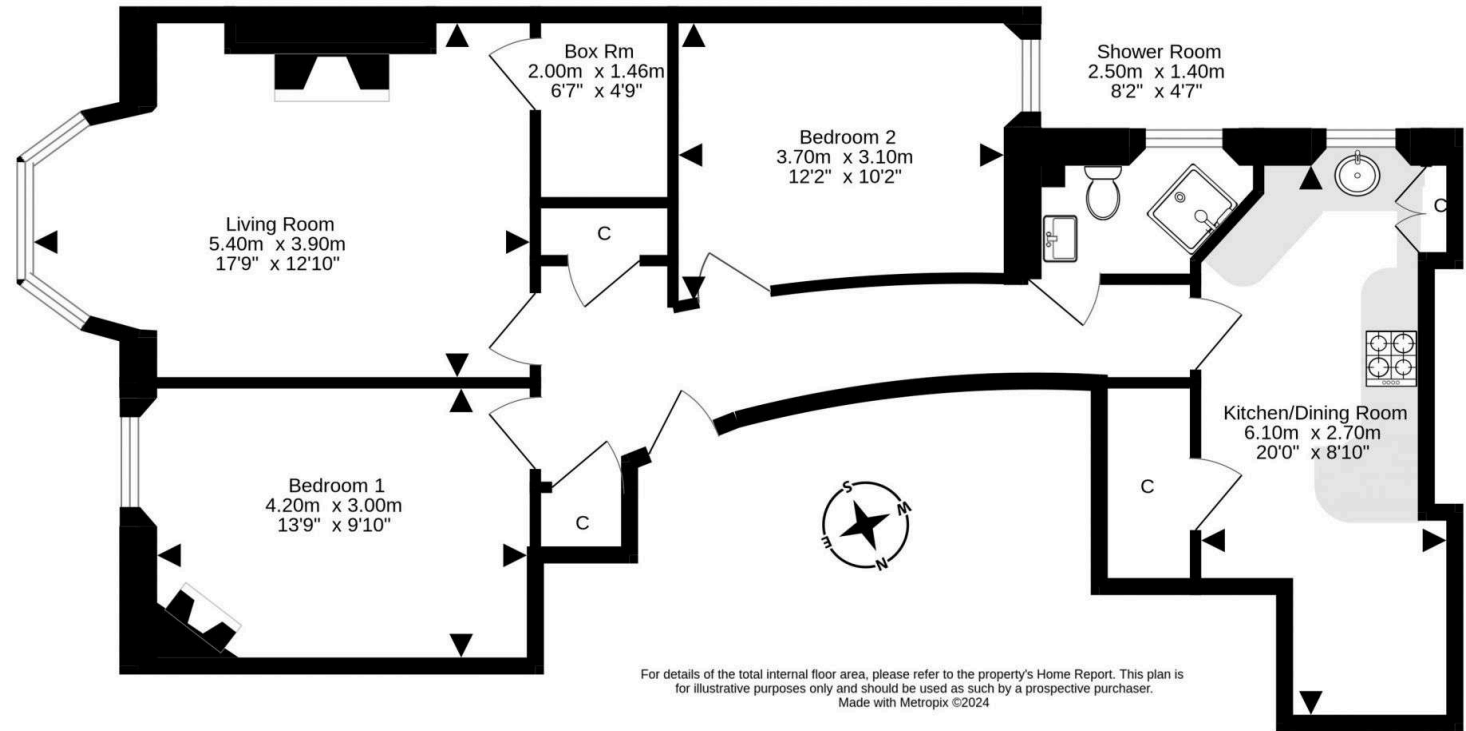 Box Rm
2.00m x 1.46m
6'7" x 4'9"
Shower Room
2.50m x 1.40m
8'2" x 4'7"
Bedroom 2
3.70m x 3.10m
12'2" x 10'2"
C
Living Room
5.40m x 3.90m
17'9" x 12'10"
C
Kitchen/Dining Room
6.10m x 2.70m
20'0" x 8'10"
Bedroom 1
4.20m x 3.00m
13'9" x 9'10"
C
C
S
W
E
N
For details of the total internal floor area, please refer to the property's Home Report. This plan is
for illustrative purposes only and should be used as such by a prospective purchaser.
Made with Metropix ©2024